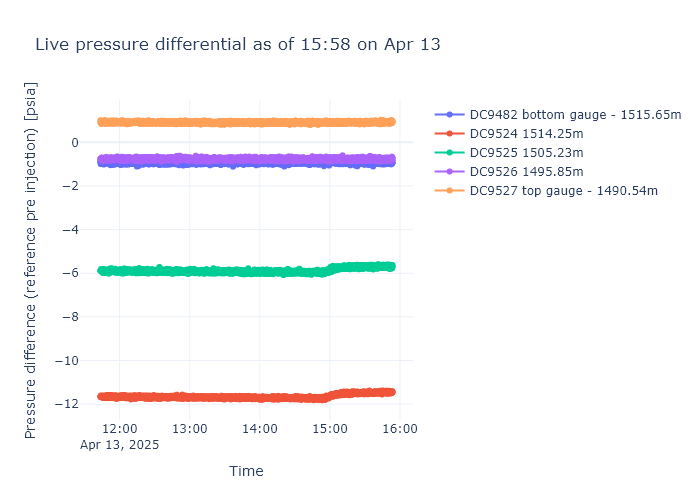 Live pressure differential as of 15:58 on Apr 13
Pressure difference (reference pre injection) [psia]
0
−2
−4
−6
−8
−10
−12
12:00
Apr 13, 2025
13:00
14:00
15:00
16:00
Time
DC9482 bottom gauge - 1515.65m
DC9524 1514.25m
DC9525 1505.23m
DC9526 1495.85m
DC9527 top gauge - 1490.54m